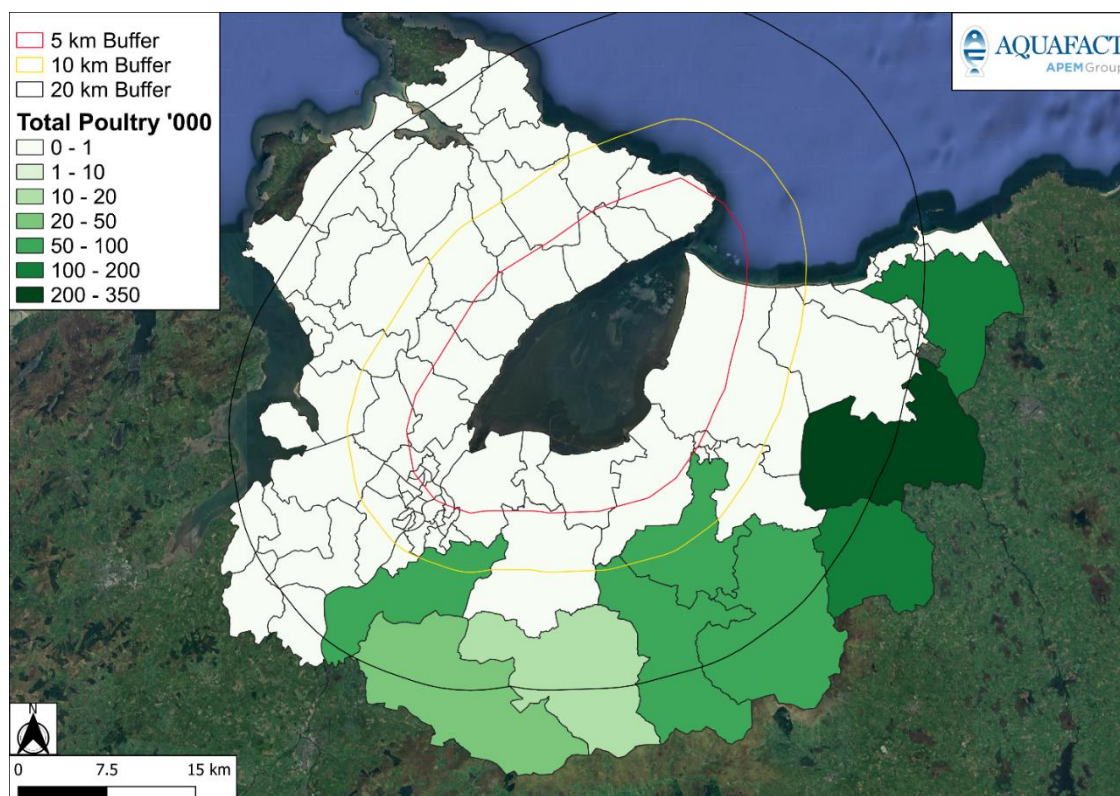 5 km Buffer
10 km Buffer
20 km Buffer
Total Poultry '000
0 - 1
1 - 10
10 - 20
20 - 50
50 - 100
100 - 200
200 - 350
AQUAFACT
APEM Group
N
0 7.5 15 km